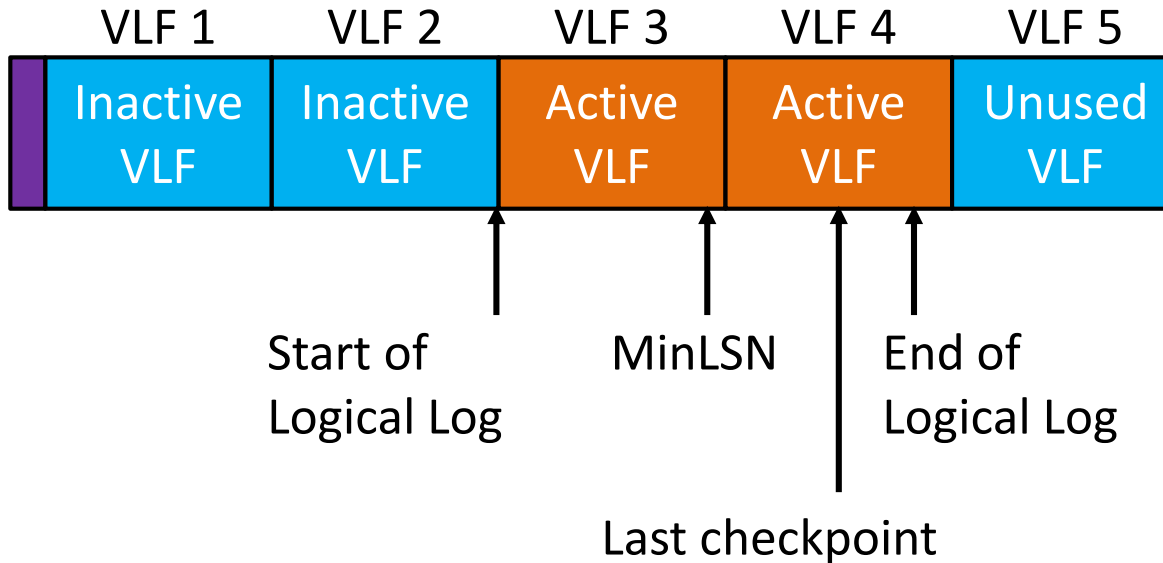 VLF 1 VLF 2 VLF 3 VLF 4 VLF 5
Inactive Inactive Active Active Unused
VLF VLF VLF VLF VLF
Start of MinLSN End of
Logical Log Logical Log
Last checkpoint